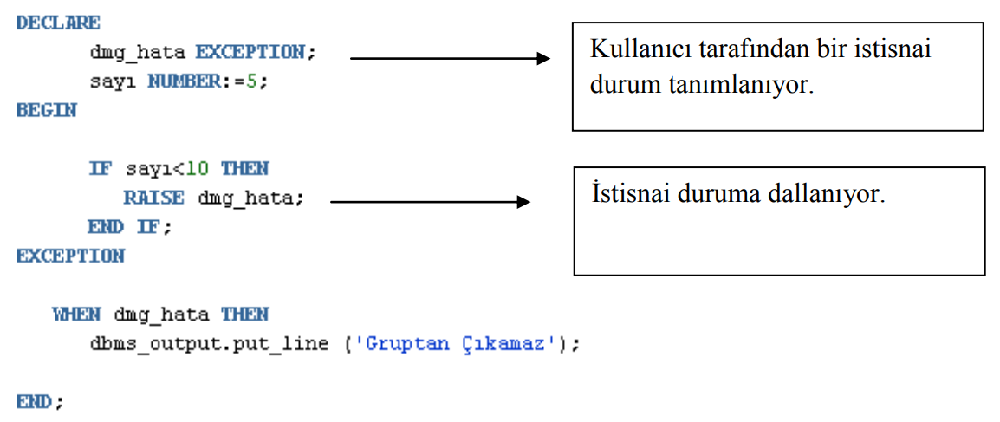 DECLARE
dmg_hata EXCEPTION;
sayı NUMBER:=5;
BEGIN
IF sayı<10 THEN
RAISE dmg_hata;
END IF;
EXCEPTION
WHEN dmg_hata THEN
dbms_output.put_line ('Gruptan Çıkamaz');
END;
Kullanıcı tarafından bir istisnai
durum tanımlanıyor.
İstisnai duruma dallanıyor.